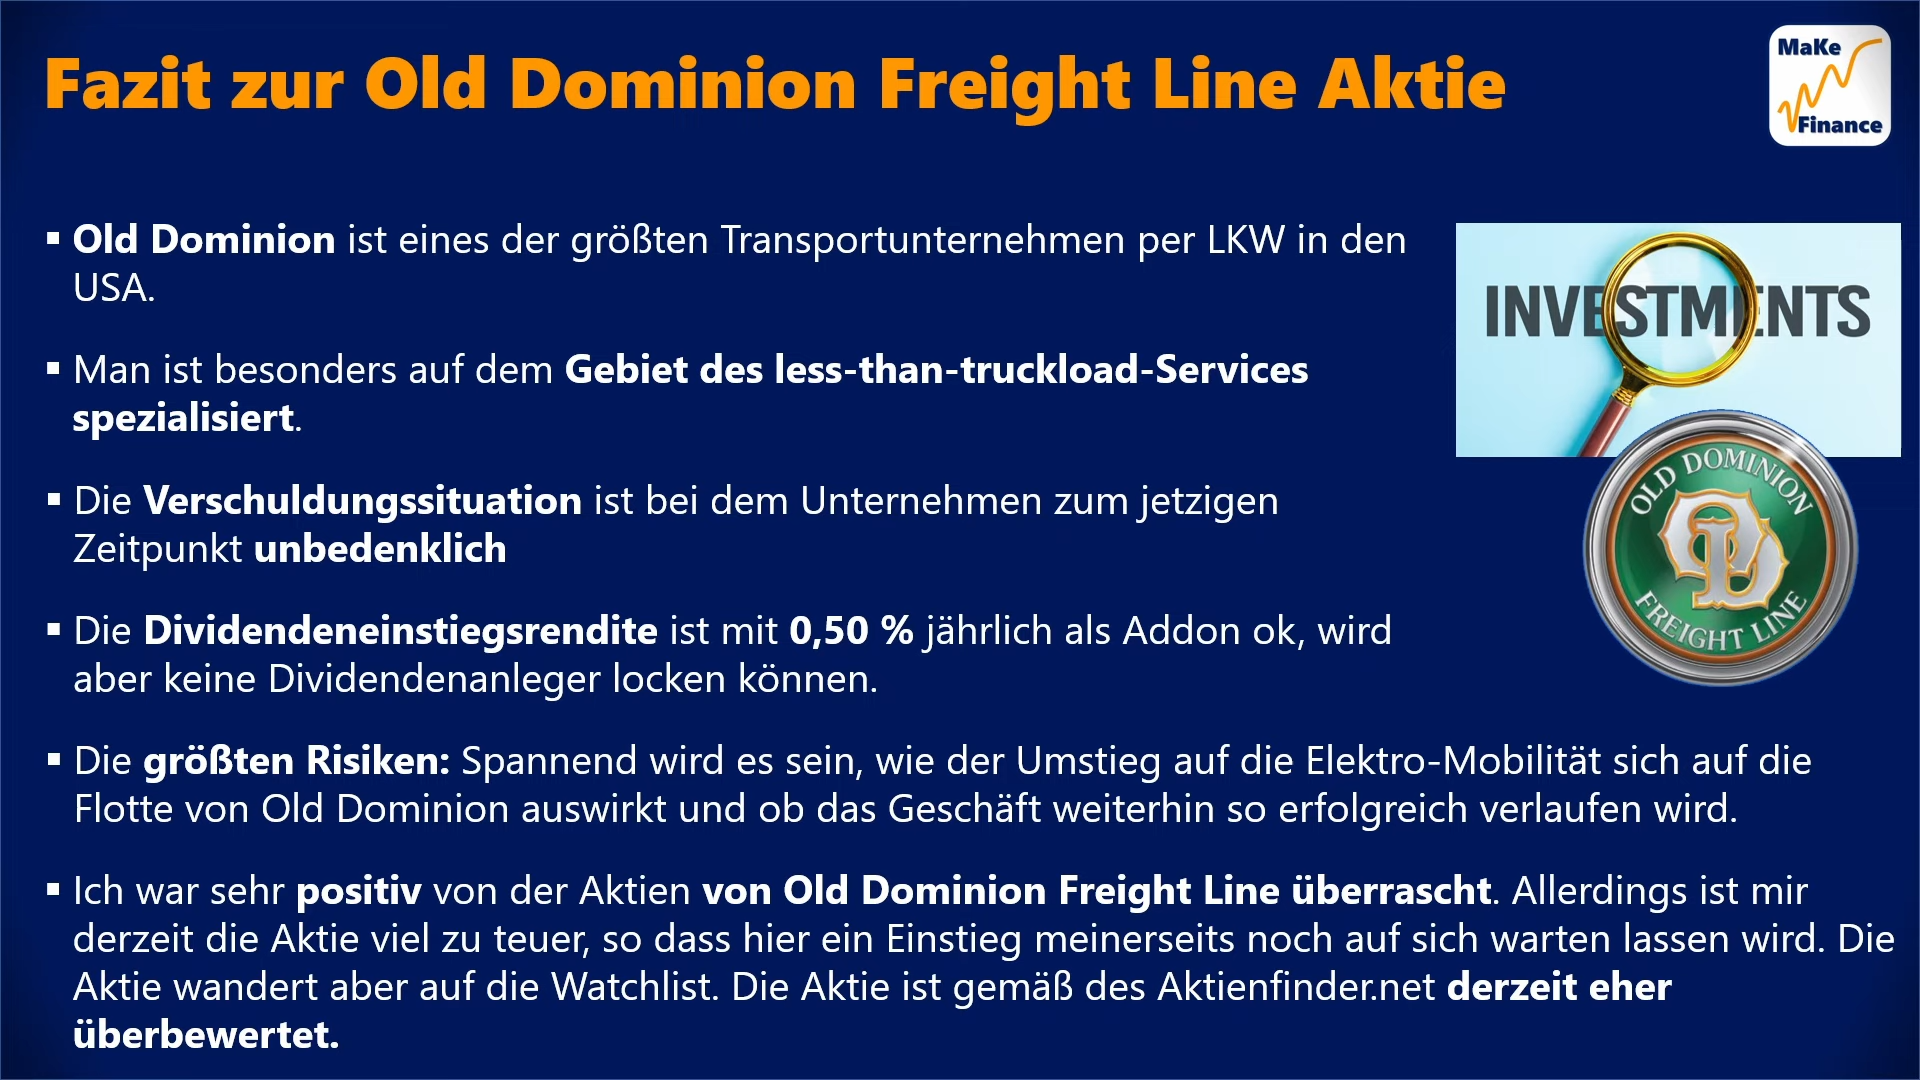 Fazit zur Old Dominion Freight Line Aktie
MaKe
Finance
▪ Old Dominion ist eines der größten Transportunternehmen per LKW in den
USA.
▪ Man ist besonders auf dem Gebiet des less-than-truckload-Services
spezialisiert.
▪ Die Verschuldungssituation ist bei dem Unternehmen zum jetzigen
Zeitpunkt unbedenklich
▪ Die Dividendeneinstiegsrendite ist mit 0,50 % jährlich als Addon ok, wird
aber keine Dividendenanleger locken können.
▪ Die größten Risiken: Spannend wird es sein, wie der Umstieg auf die Elektro-Mobilität sich auf die
Flotte von Old Dominion auswirkt und ob das Geschäft weiterhin so erfolgreich verlaufen wird.
▪ Ich war sehr positiv von der Aktien von Old Dominion Freight Line überrascht. Allerdings ist mir
derzeit die Aktie viel zu teuer, so dass hier ein Einstieg meinerseits noch auf sich warten lassen wird. Die
Aktie wandert aber auf die Watchlist. Die Aktie ist gemäß des Aktienfinder.net derzeit eher
überbewertet.
INVESTMENTS
OLD DOMINION
OD
FREIGHT LINE